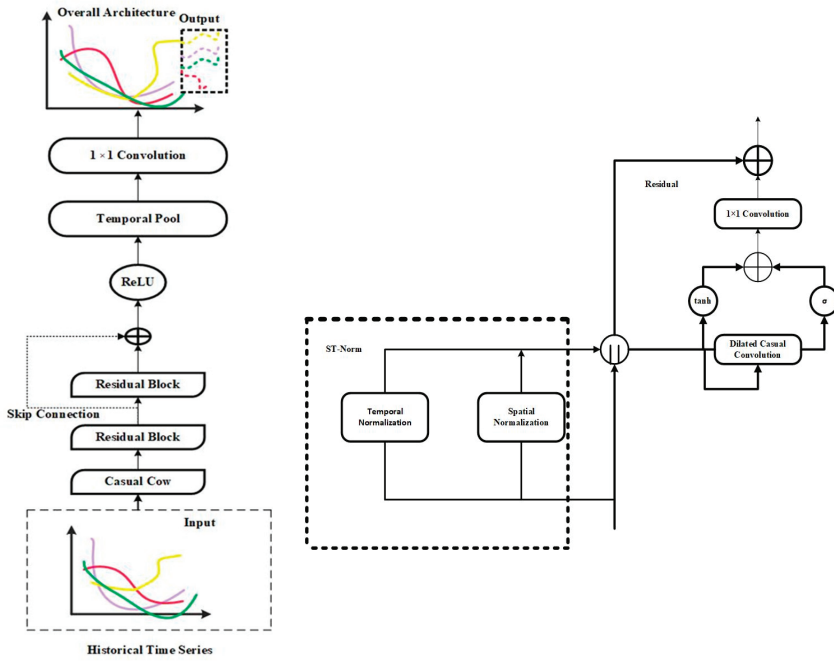 Overall Architecture
Output
1 × 1 Convolution
Temporal Pool
ReLU
Residual Block
Skip Connection
Residual Block
Casual Cow
Input
Historical Time Series
Residual
1×1 Convolution
tanh
σ
Dilated Casual
Convolution
ST-Norm
||
Temporal
Normalization
Spatial
Normalization